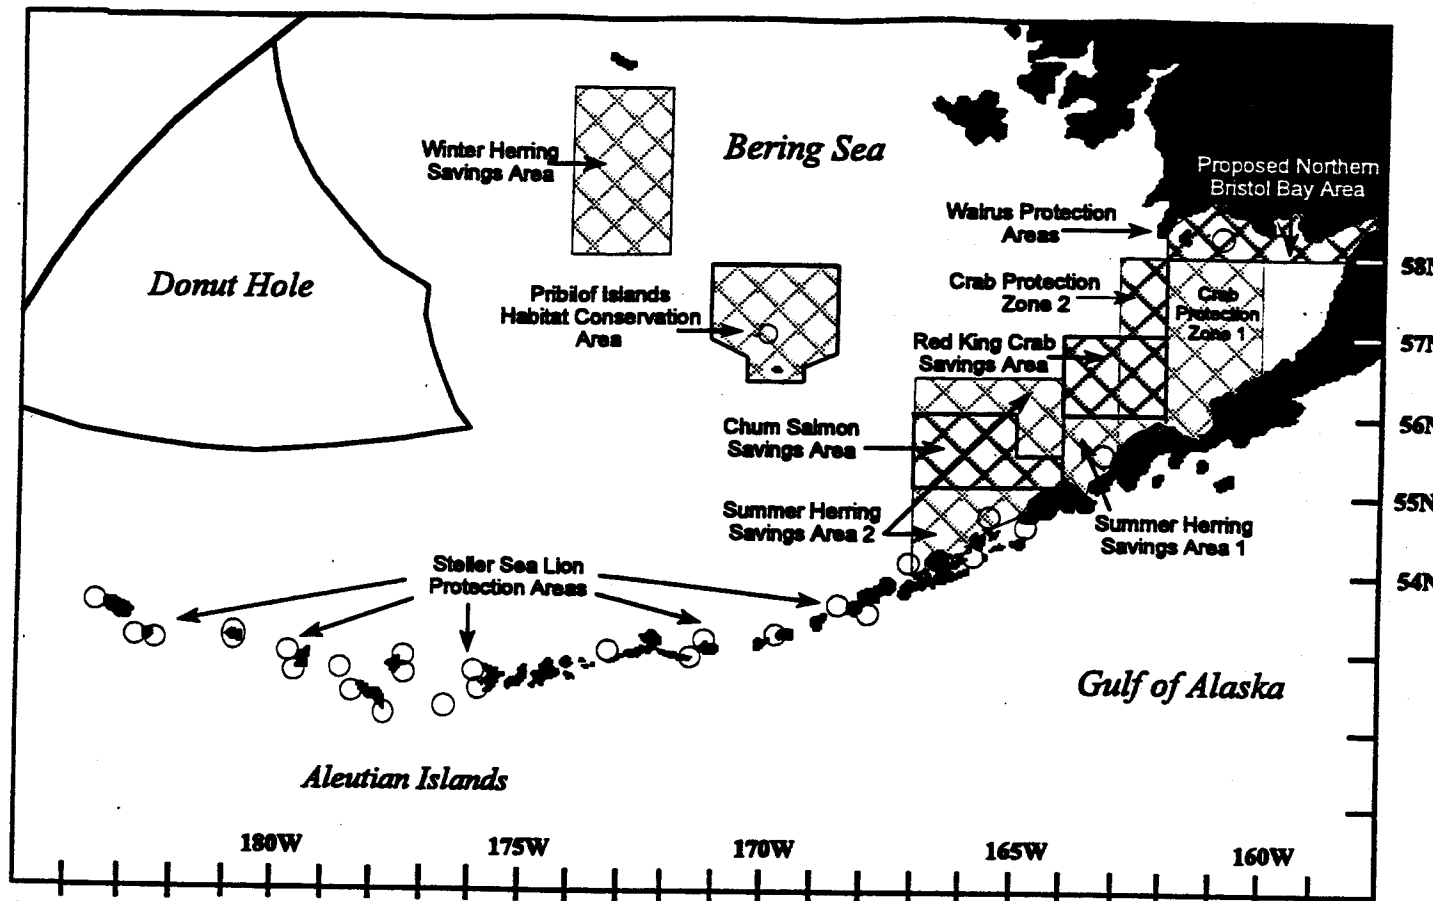 Winter Herring
Savings Area
Bering Sea
Proposed Northern
Bristol Bay Area
Walrus Protection
Areas
Donut Hole
Pribilof Islands
Habitat Conservation
Area
Crab Protection
Zone 2
Crab
Protection
Zone 1
58N
Red King Crab
Savings Area
57N
Chum Salmon
Savings Area
56N
Summer Herring
Savings Area 2
Summer Herring
Savings Area 1
55N
Steller Sea Lion
Protection Areas
54N
Gulf of Alaska
Aleutian Islands
180W
175W
170W
165W
160W